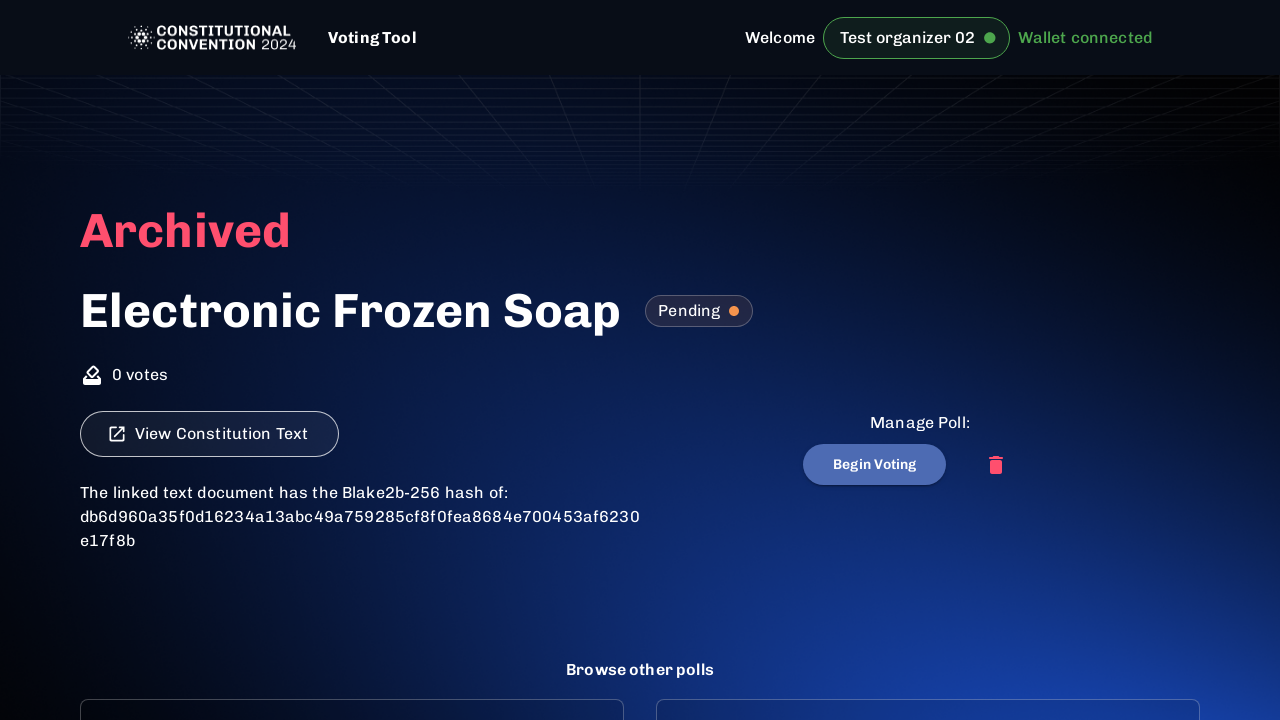 CONSTITUTIONAL
CONVENTION 2024
Voting Tool
Welcome
Test organizer 02
Wallet connected
Archived
Electronic Frozen Soap
Pending
0 votes
View Constitution Text
Manage Poll:
Begin Voting
The linked text document has the Blake2b-256 hash of:
db6d960a35f0d16234a13abc49a759285cf8f0fea8684e700453af6230
e17f8b
Browse other polls